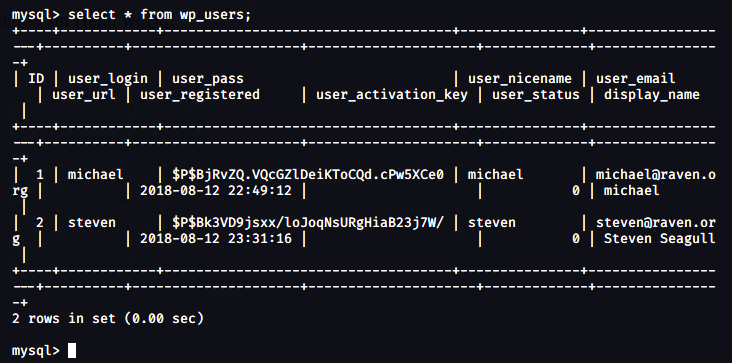 mysql> select * from wp_users;
+----+------------+------------------------------------+---------------+---------------
---+----------+---------------------+---------------------+-------------+---------------
-+
| ID | user_login | user_pass                          | user_nicename | user_email
   | user_url | user_registered     | user_activation_key | user_status | display_name
 |
+----+------------+------------------------------------+---------------+---------------
---+----------+---------------------+---------------------+-------------+---------------
-+
|  1 | michael    | $P$BjRvZQ.VQcGZlDeiKToCQd.cPw5XCe0 | michael       | michael@raven.o
rg |          | 2018-08-12 22:49:12 |                     |           0 | michael
 |
|  2 | steven     | $P$Bk3VD9jsxx/loJoqNsURgHiaB23j7W/ | steven        | steven@raven.or
g  |          | 2018-08-12 23:31:16 |                     |           0 | Steven Seagull
 |
+----+------------+------------------------------------+---------------+---------------
---+----------+---------------------+---------------------+-------------+---------------
-+
2 rows in set (0.00 sec)
mysql>